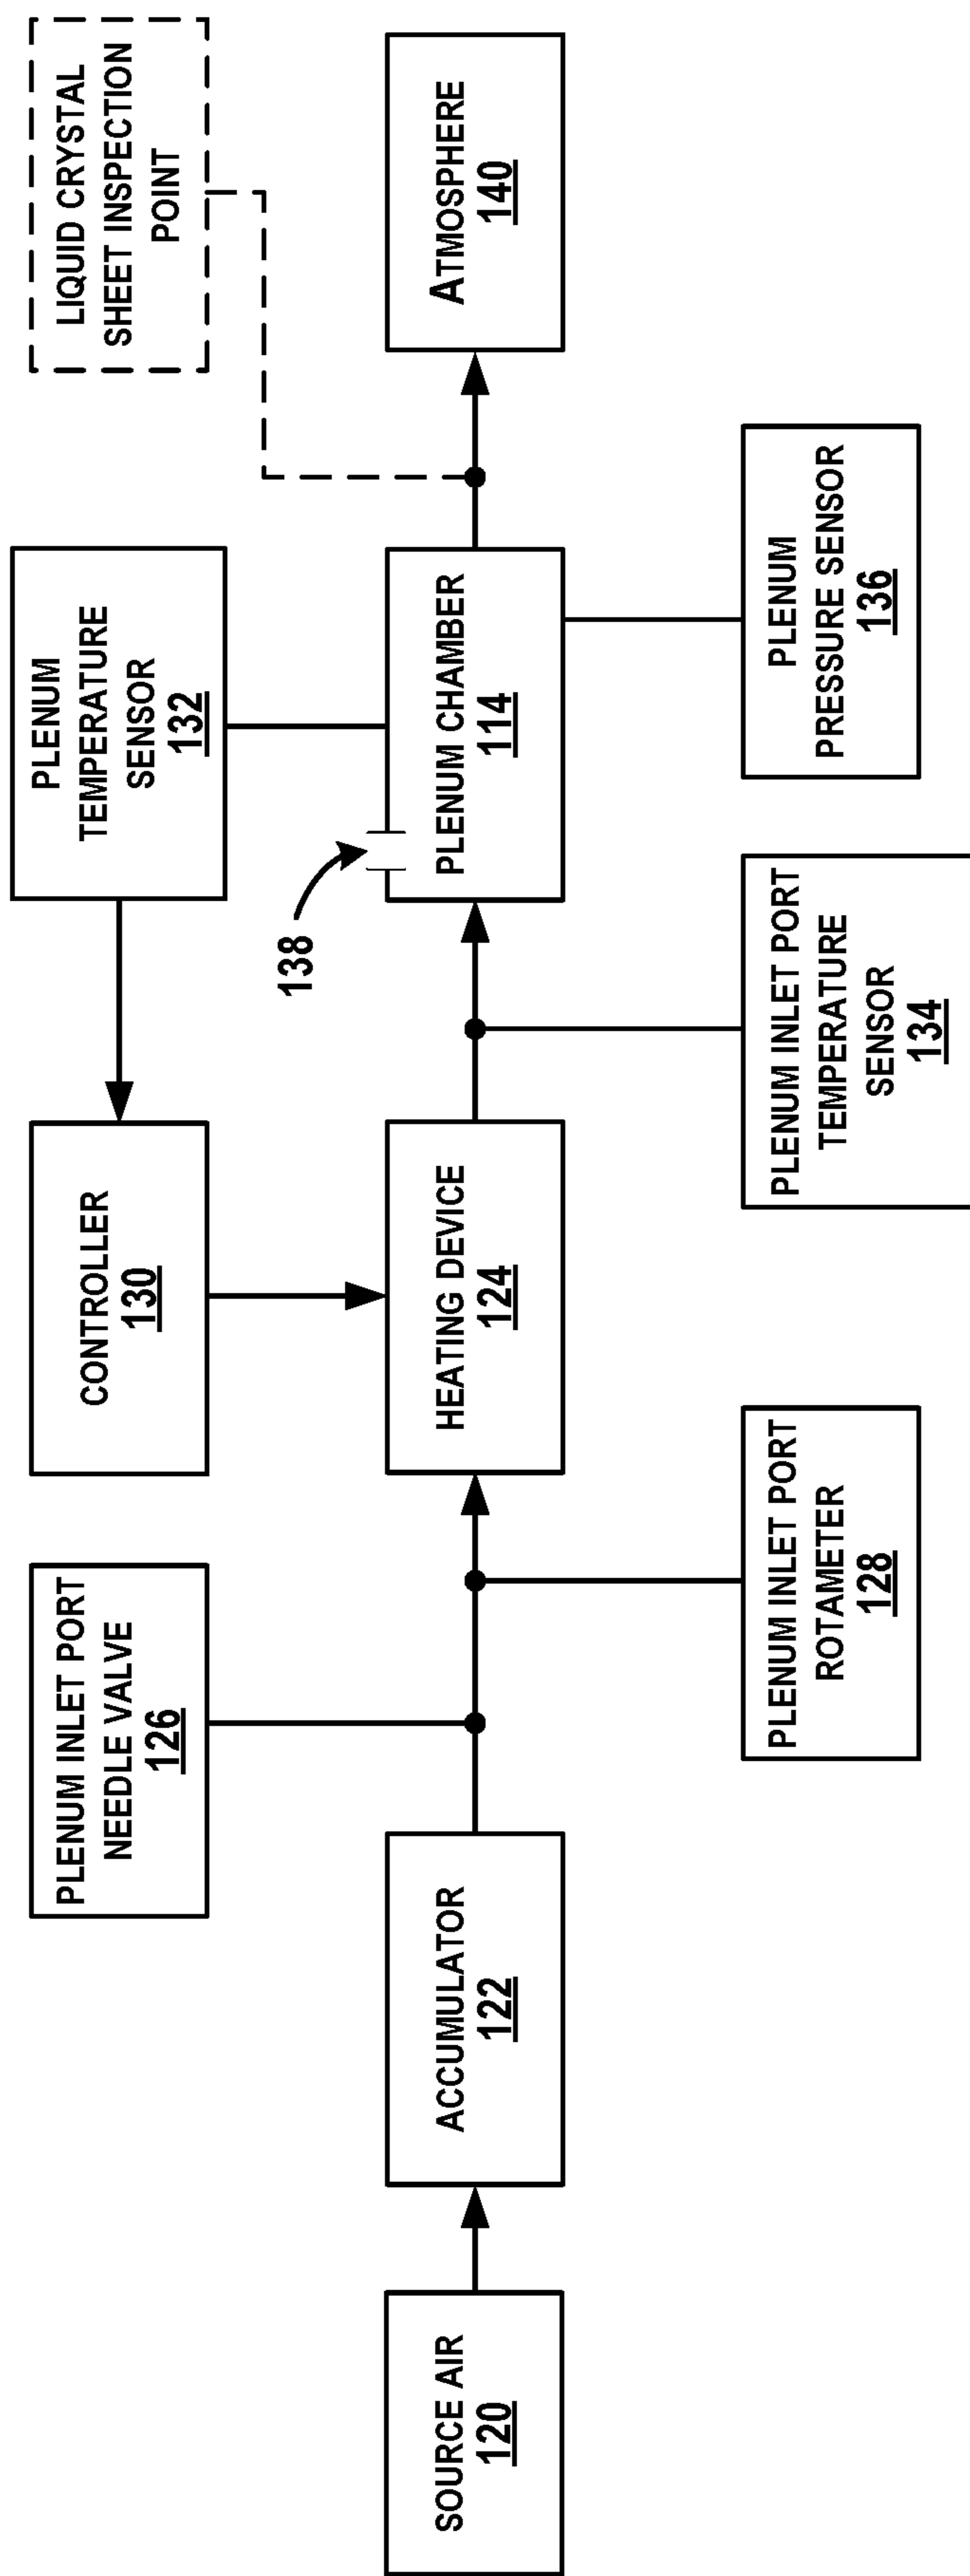 LIQUID CRYSTAL
SHEET INSPECTION
POINT
PLENUM
TEMPERATURE
SENSOR
132
CONTROLLER
130
PLENUM INLET PORT
NEEDLE VALVE
126
138
SOURCE AIR
120
ACCUMULATOR
122
HEATING DEVICE
124
PLENUM CHAMBER
114
ATMOSPHERE
140
PLENUM INLET PORT
ROTAMETER
128
PLENUM INLET PORT
TEMPERATURE
SENSOR
134
PLENUM
PRESSURE SENSOR
136